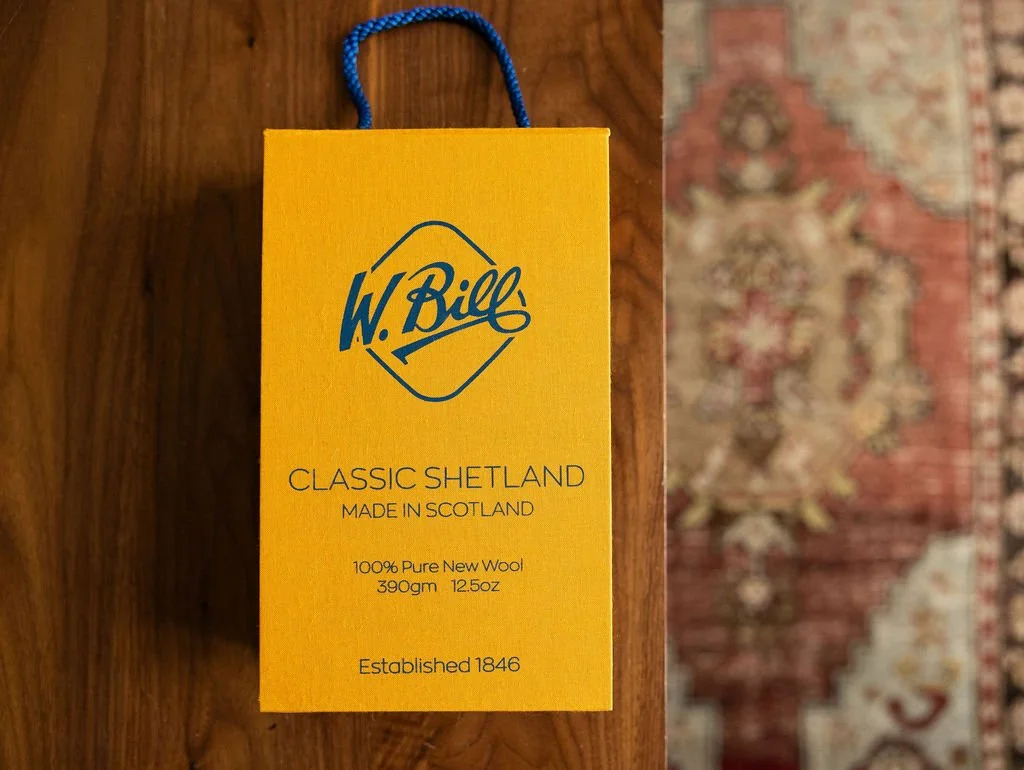 W. Bill
CLASSIC SHETLAND
MADE IN SCOTLAND
100% Pure New Wool
390gm 12.5oz
Established 1846